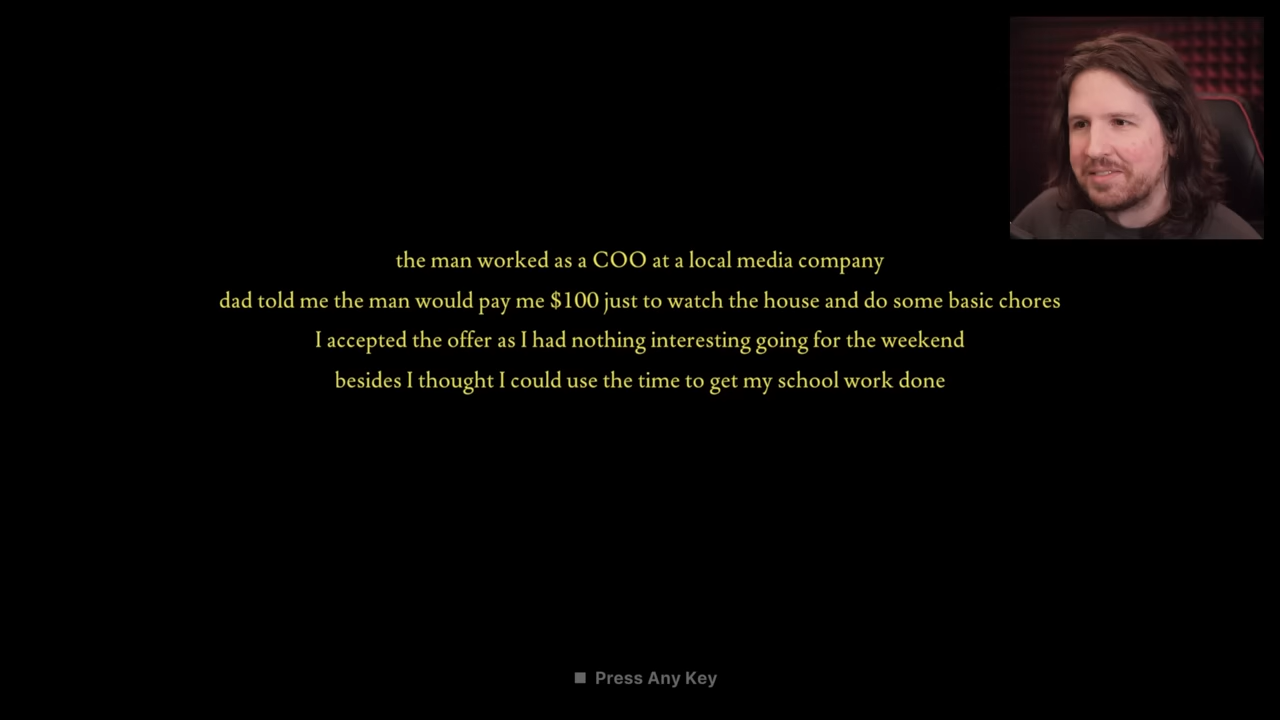 the man worked as a COO at a local media company
dad told me the man would pay me $100 just to watch the house and do some basic chores
I accepted the offer as I had nothing interesting going for the weekend
besides I thought I could use the time to get my school work done
Press Any Key